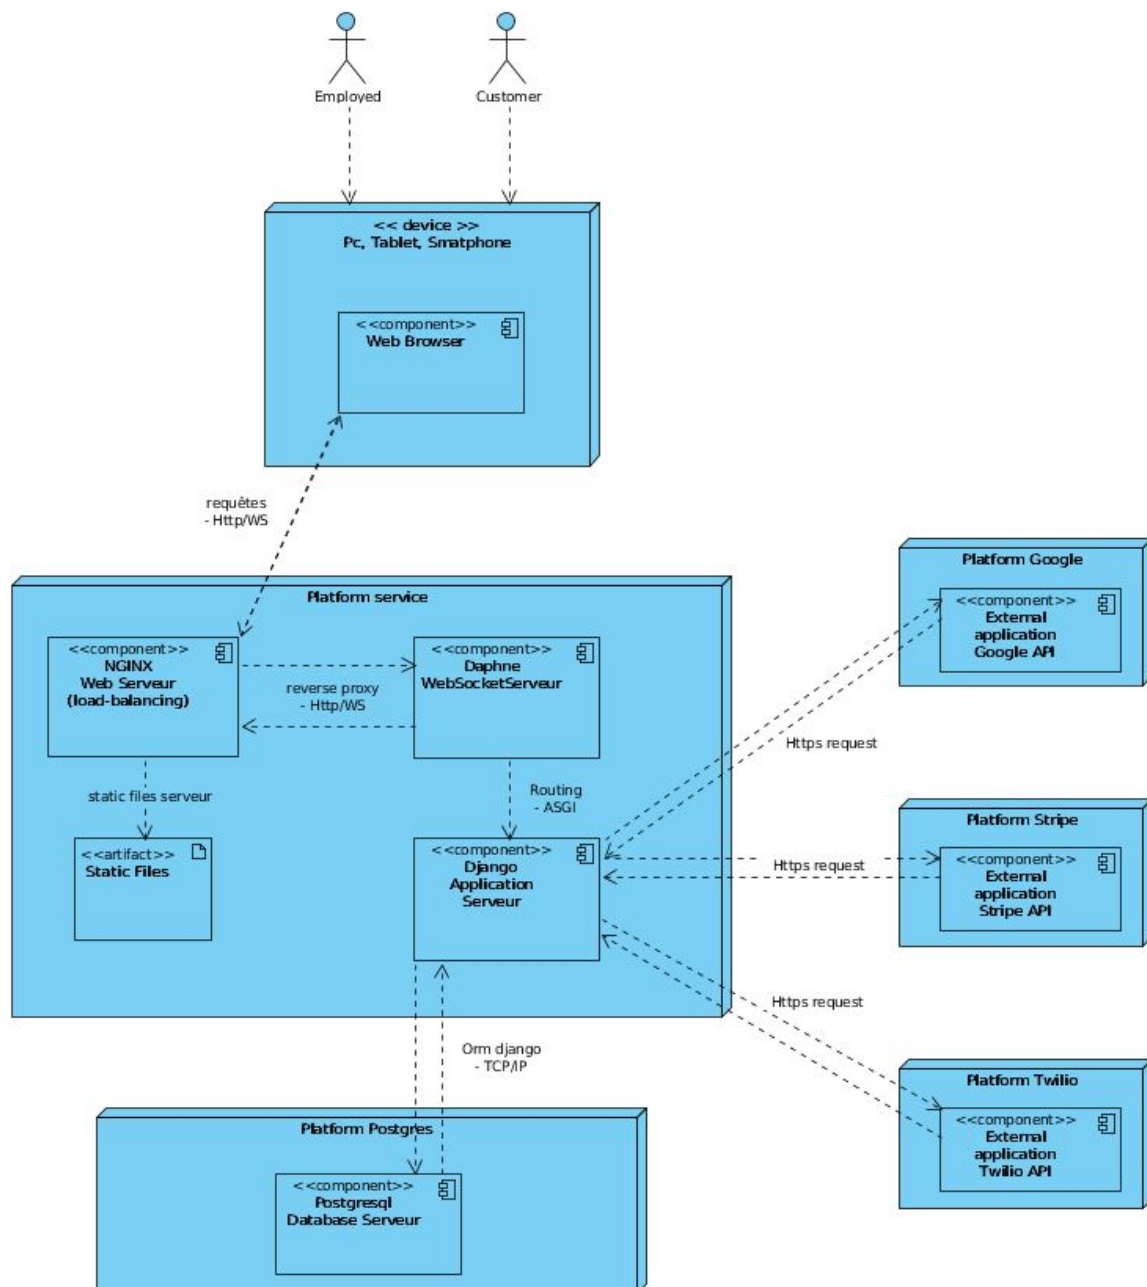 Employed
Customer
<< device >>
Pc, Tablet, Smatphone
<<component>>
Web Browser
requêtes
- Http/WS
Platform service
<<component>>
NGINX
Web Serveur
(load-balancing)
<<component>>
Daphne
WebSocketServeur
reverse proxy
- Http/WS
static files serveur
Routing
- ASGI
<<artifact>>
Static Files
<<component>>
Django
Application
Serveur
Platform Google
<<component>>
External
application
Google API
Https request
Platform Stripe
<<component>>
External
application
Stripe API
Https request
Https request
Platform Twilio
<<component>>
External
application
Twilio API
Orm django
- TCP/IP
Platform Postgres
<<component>>
Postgresql
Database Serveur